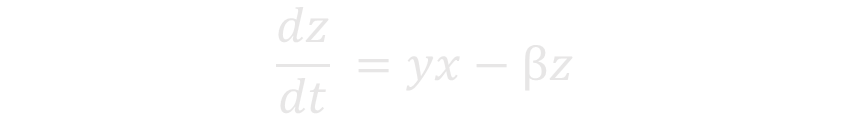 dz/dt = yx − βz